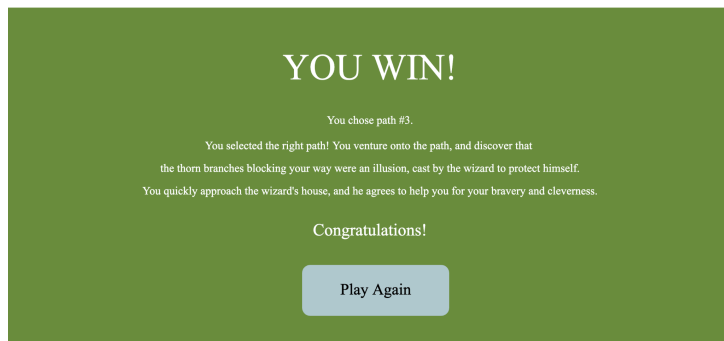 YOU WIN!
You chose path #3.
You selected the right path! You venture onto the path, and discover that
the thorn branches blocking your way were an illusion, cast by the wizard to protect himself.
You quickly approach the wizard's house, and he agrees to help you for your bravery and cleverness.
Congratulations!
Play Again